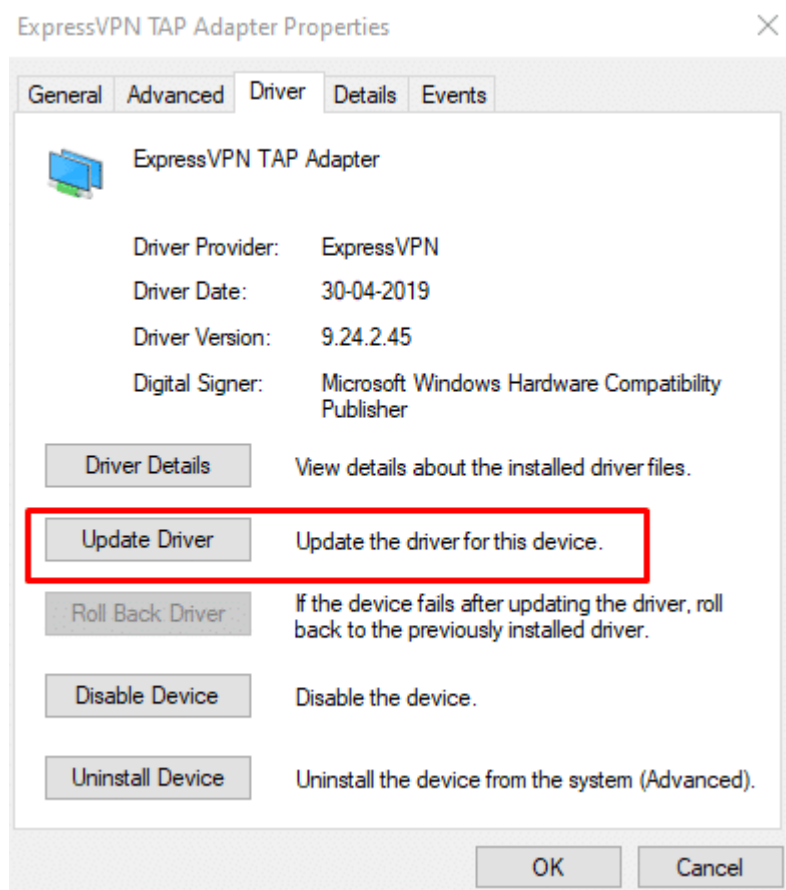 ExpressVPN TAP Adapter Properties
General Advanced Driver Details Events
ExpressVPN TAP Adapter
Driver Provider: ExpressVPN
Driver Date: 30-04-2019
Driver Version: 9.24.2.45
Digital Signer: Microsoft Windows Hardware Compatibility
Publisher
Driver Details View details about the installed driver files.
Update Driver Update the driver for this device.
Roll Back Driver If the device fails after updating the driver, roll
back to the previously installed driver.
Disable Device Disable the device.
Uninstall Device Uninstall the device from the system (Advanced).
OK Cancel